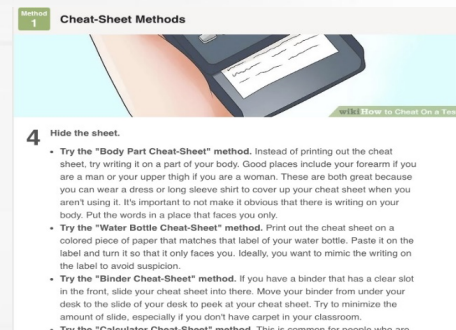 Method
1
Cheat-Sheet Methods
wikiHow to Cheat On a Tes
4
Hide the sheet.
• Try the "Body Part Cheat-Sheet" method. Instead of printing out the cheat
sheet, try writing it on a part of your body. Good places include your forearm if you
are a man or your upper thigh if you are a woman. These are both great because
you can wear a dress or long sleeve shirt to cover up your cheat sheet when you
aren't using it. It's important to not make it obvious that there is writing on your
body. Put the words in a place that faces you only.
• Try the "Water Bottle Cheat-Sheet" method. Print out the cheat sheet on a
colored piece of paper that matches that label of your water bottle. Paste it on the
label and turn it so that it only faces you. Ideally, you want to mimic the writing on
the label to avoid suspicion.
• Try the "Binder Cheat-Sheet" method. If you have a binder that has a clear slot
in the front, slide your cheat sheet into there. Move your binder from under your
desk to the slide of your desk to peek at your cheat sheet. Try to minimize the
amount of slide, especially if you don't have carpet in your classroom.
• Try the "Calculator Cheat-Sheet" method. This is common for people who are